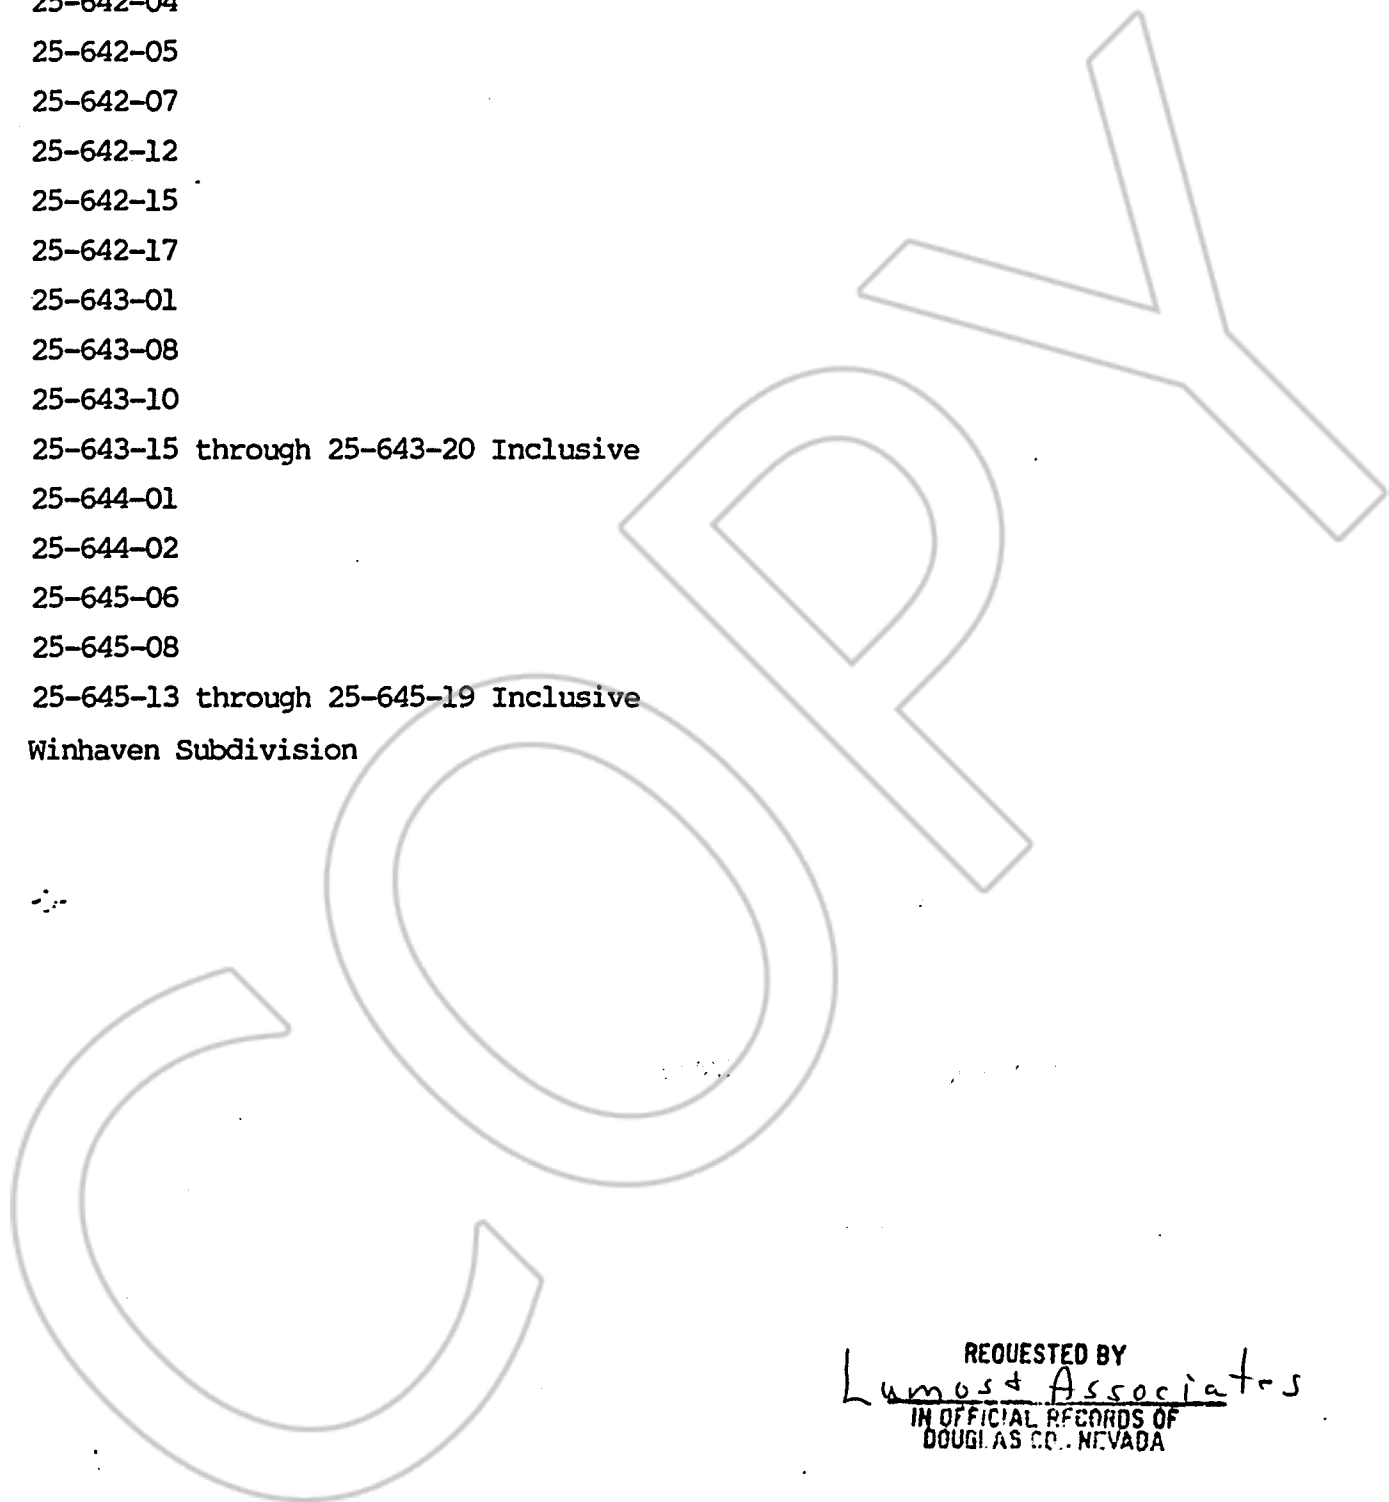 25-642-04
25-642-05
25-642-07
25-642-12
25-642-15
25-642-17
25-643-01
25-643-08
25-643-10
25-643-15 through 25-643-20 Inclusive
25-644-01
25-644-02
25-645-06
25-645-08
25-645-13 through 25-645-19 Inclusive
Winhaven Subdivision
COPY
REQUESTED BY
Lumos & Associates
IN OFFICIAL RECORDS OF
DOUGLAS CO., NEVADA